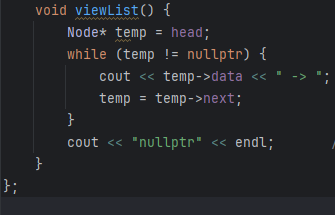 void viewList() {
Node* temp = head;
while (temp != nullptr) {
cout << temp->data << " -> ";
temp = temp->next;
}
cout << "nullptr" << endl; /
}
};